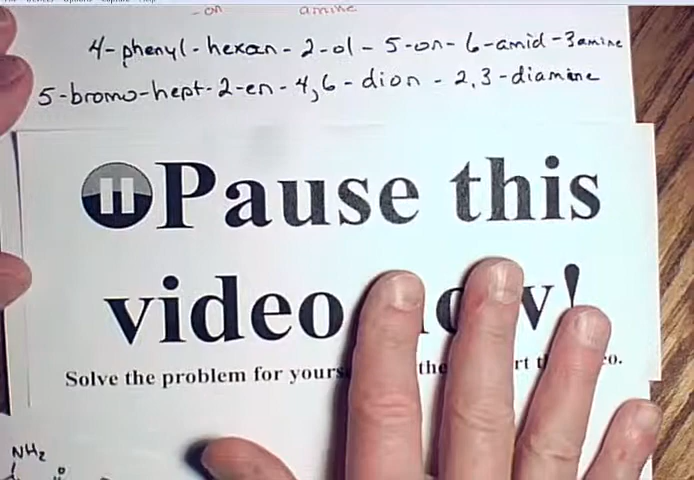 -on amine
4-phenyl-hexan-2-ol-5-on-6-amid-3amine
5-bromo-hept-2-en-4,6-dion-2,3-diamine
Pause this
video
Solve the problem for
NH2
o